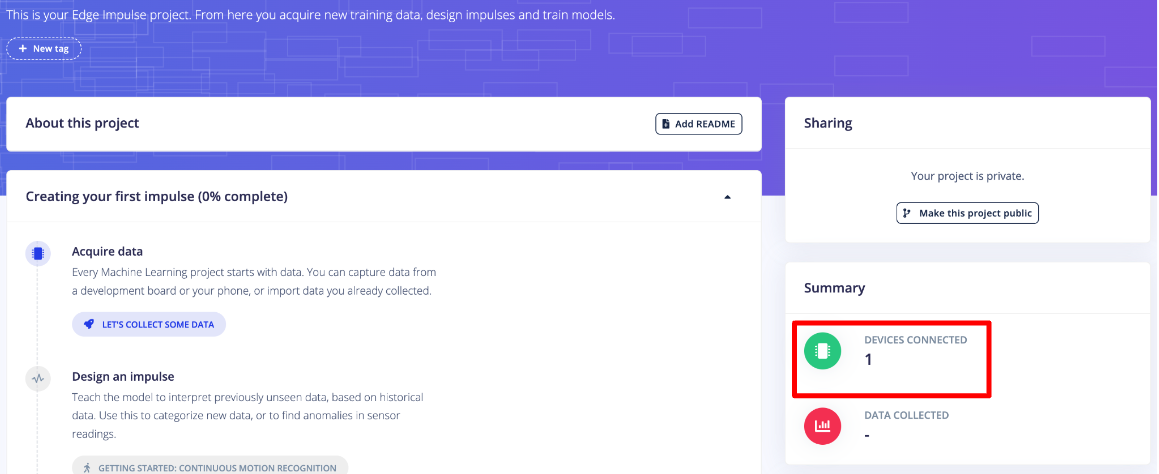 This is your Edge Impulse project. From here you acquire new training data, design impulses and train models.
+ New tag
About this project
Add README
Creating your first impulse (0% complete)
Acquire data
Every Machine Learning project starts with data. You can capture data from
a development board or your phone, or import data you already collected.
LET'S COLLECT SOME DATA
Design an impulse
Teach the model to interpret previously unseen data, based on historical
data. Use this to categorize new data, or to find anomalies in sensor
readings.
GETTING STARTED: CONTINUOUS MOTION RECOGNITION
Sharing
Your project is private.
Make this project public
Summary
DEVICES CONNECTED
1
DATA COLLECTED
-